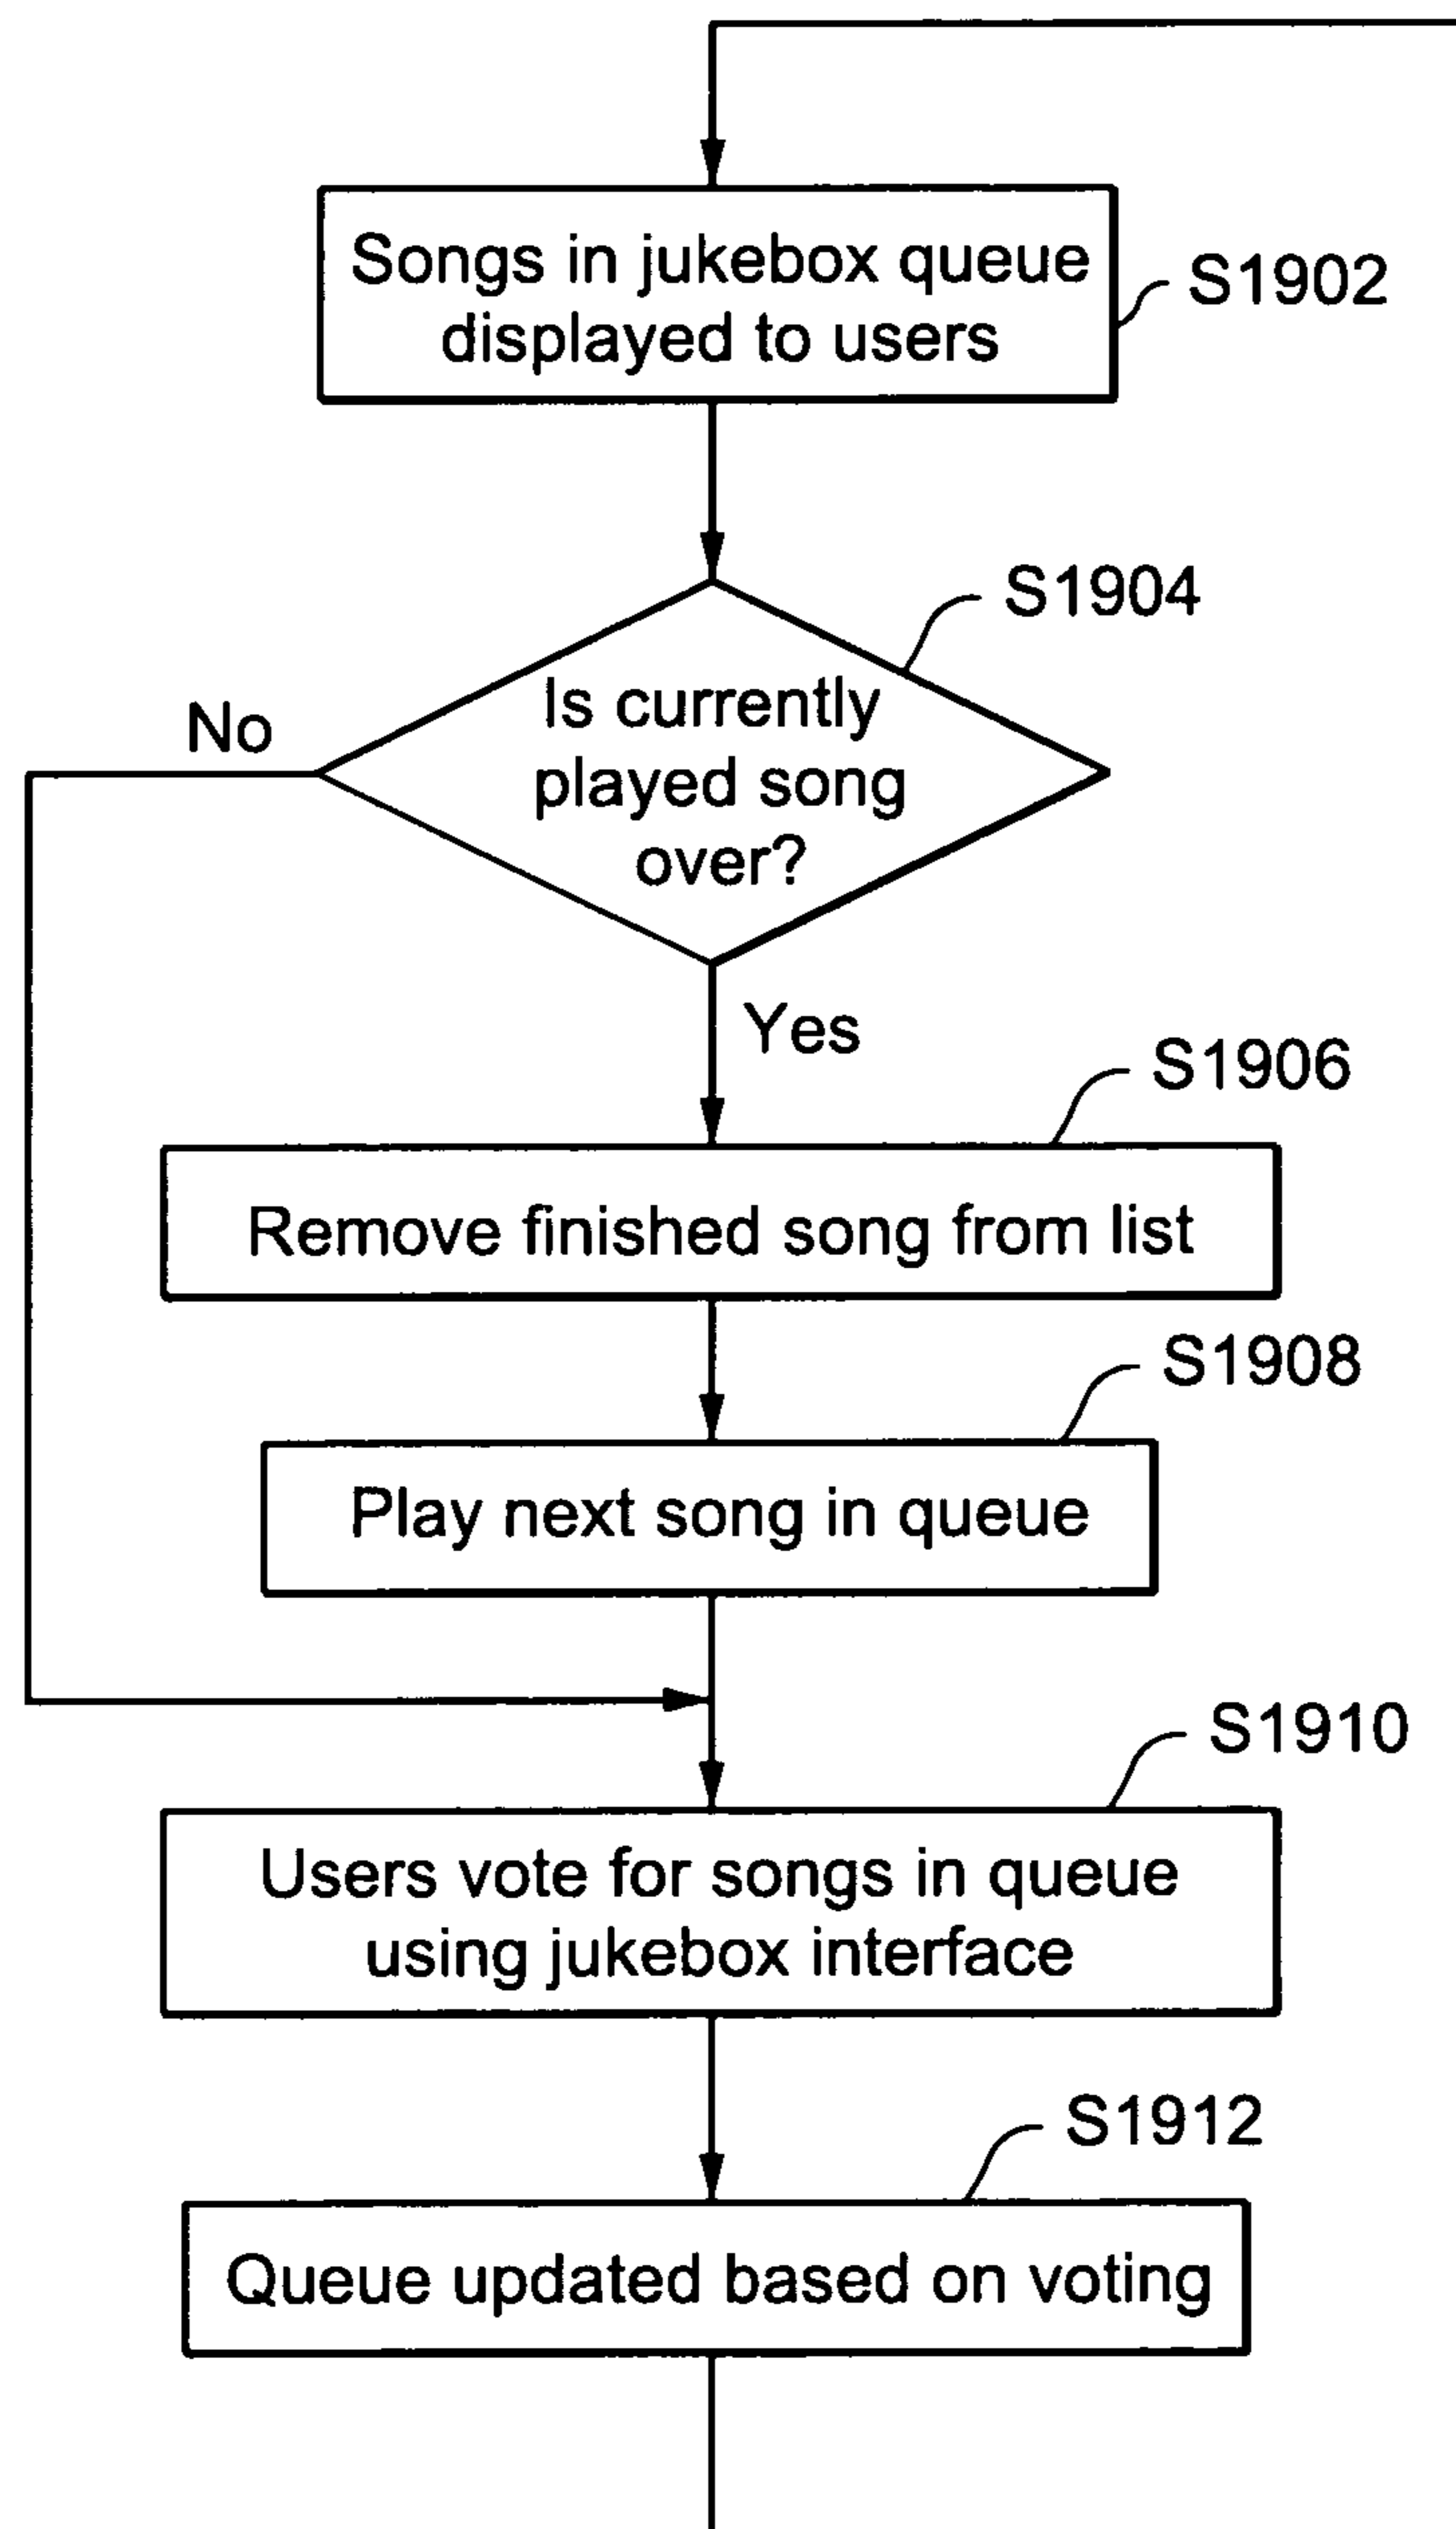 Songs in jukebox queue
displayed to users
S1902
S1904
Is currently
played song
over?
No
Yes
S1906
Remove finished song from list
S1908
Play next song in queue
S1910
Users vote for songs in queue
using jukebox interface
S1912
Queue updated based on voting